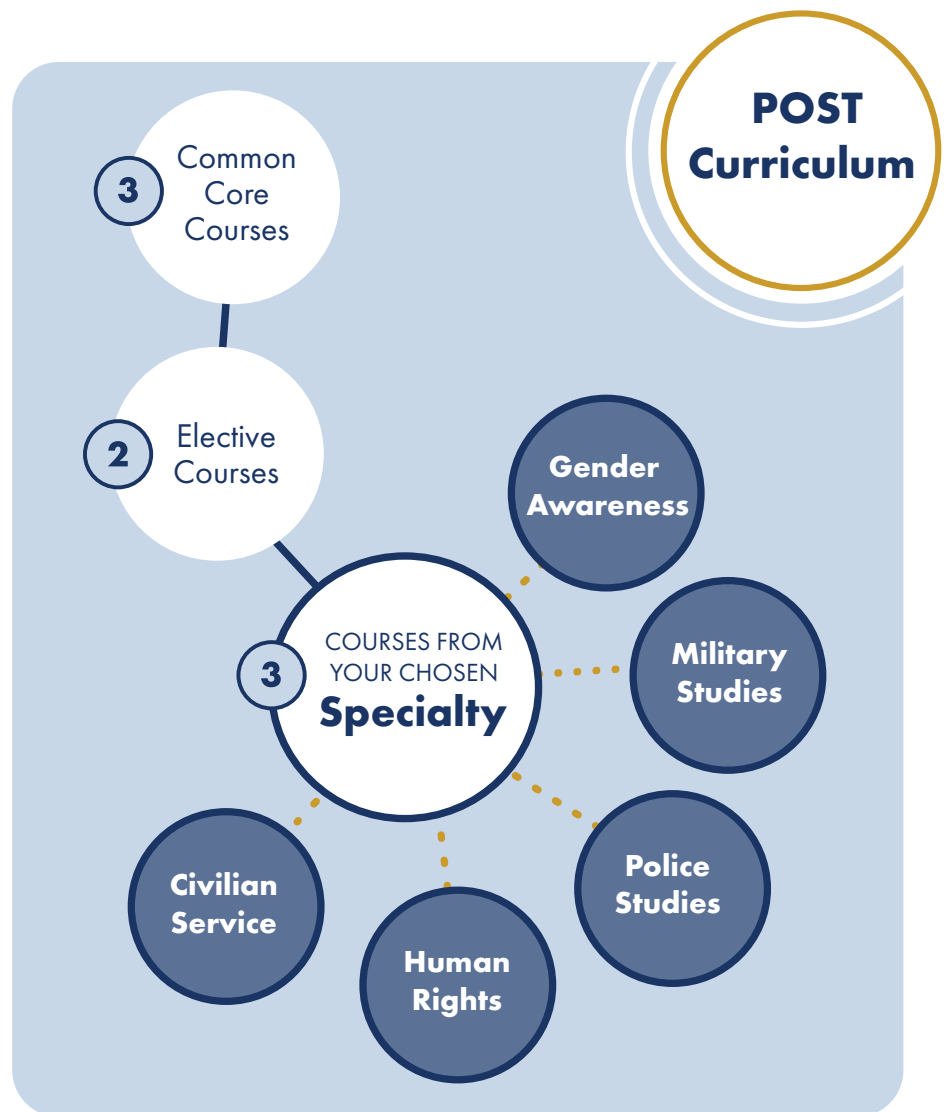 POST
Curriculum
3
Common
Core
Courses
2
Elective
Courses
3
COURSES FROM
YOUR CHOSEN
Specialty
Gender
Awareness
Military
Studies
Police
Studies
Human
Rights
Civilian
Service